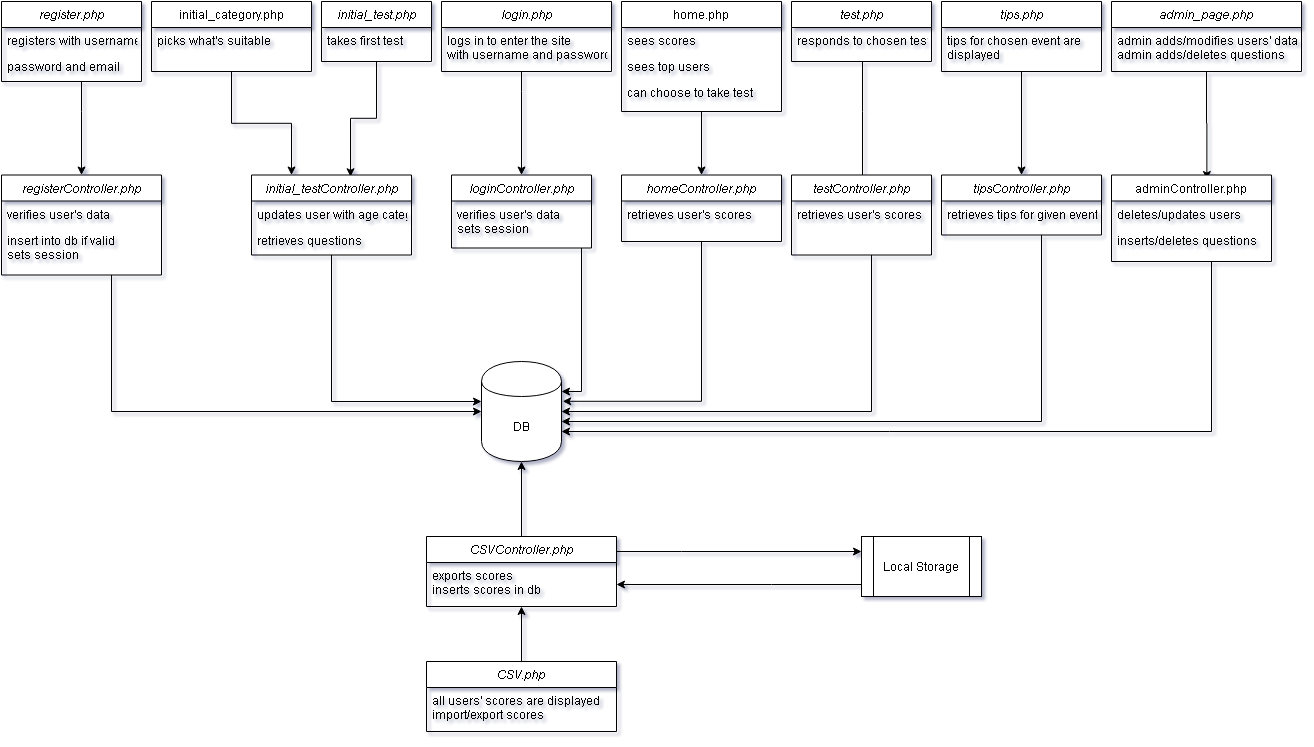 register.php
registers with username
password and email
initial_category.php
picks what's suitable
initial_test.php
takes first test
login.php
logs in to enter the site
with username and password
home.php
sees scores
sees top users
can choose to take test
test.php
responds to chosen tes
tips.php
tips for chosen event are
displayed
admin_page.php
admin adds/modifies users' data
admin adds/deletes questions
registerController.php
verifies user's data
insert into db if valid
sets session
initial_testController.php
updates user with age cate
retrieves questions
loginController.php
verifies user's data
sets session
homeController.php
retrieves user's scores
testController.php
retrieves user's scores
tipsController.php
retrieves tips for given event
adminController.php
deletes/updates users
inserts/deletes questions
DB
CSVController.php
exports scores
inserts scores in db
Local Storage
CSV.php
all users' scores are displayed
import/export scores